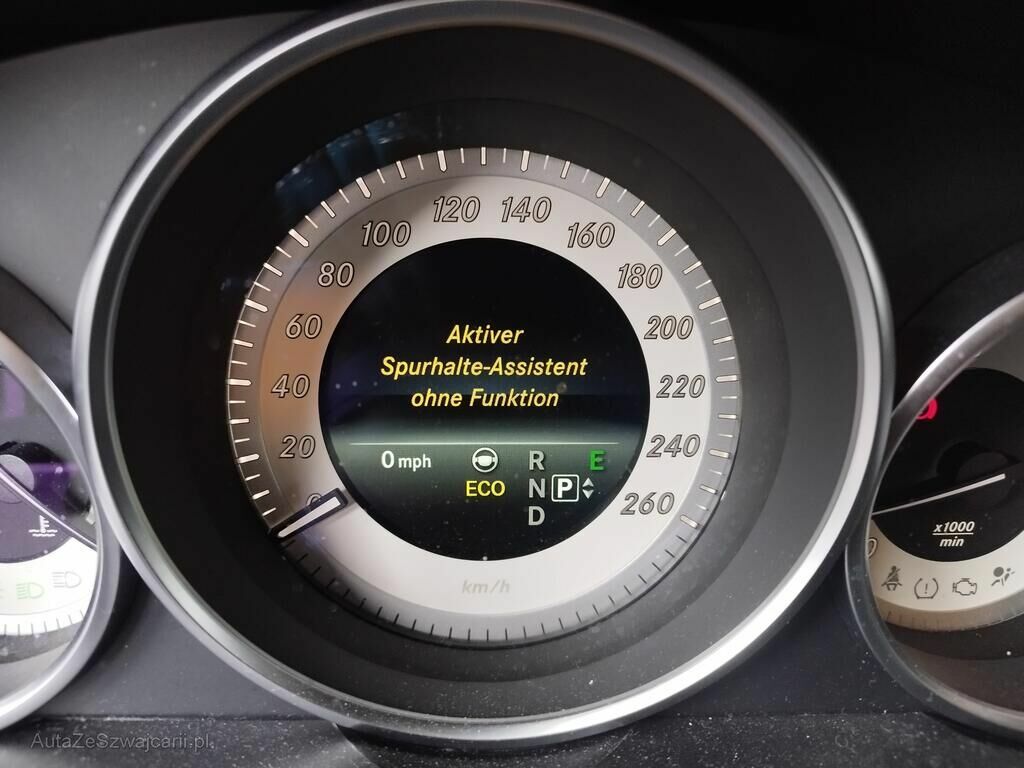 120 140
100 160
80 180
60 200
40 220
20 240
0 260
Aktiver
Spurhalte-Assistent
ohne Funktion
0 mph
ECO
R
N P
D
E
km/h
x1000
min
AutaZeSzwajcarii.pl